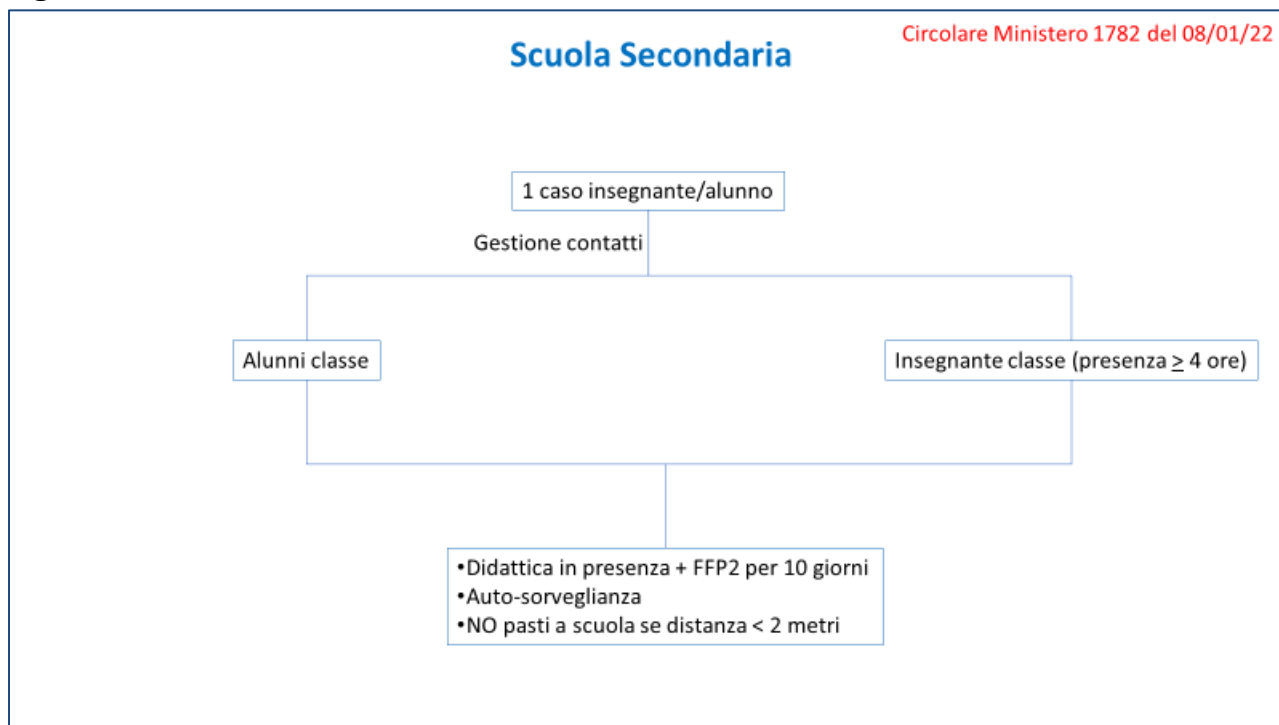 Circolare Ministero 1782 del 08/01/22
Scuola Secondaria
1 caso insegnante/alunno
Gestione contatti
Alunni classe
Insegnante classe (presenza ≥ 4 ore)
•Didattica in presenza + FFP2 per 10 giorni
•Auto-sorveglianza
•NO pasti a scuola se distanza < 2 metri